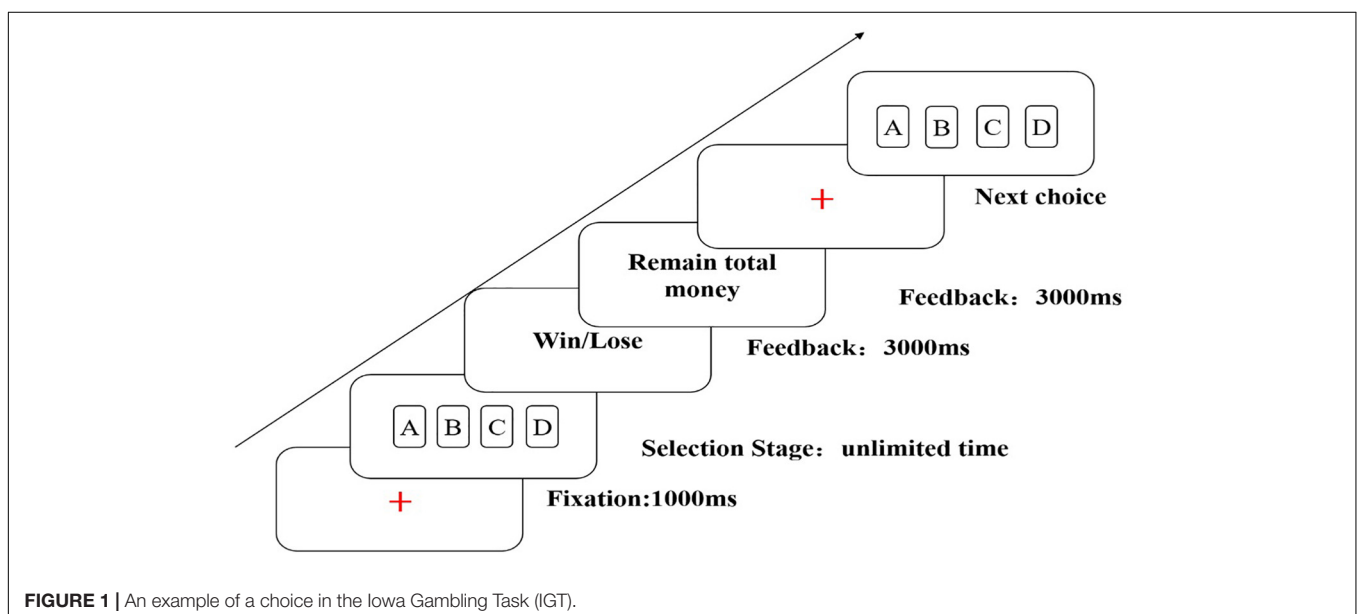 A B C D
Next choice
Remain total
money
Feedback：3000ms
Win/Lose
Feedback：3000ms
A B C D
Selection Stage：unlimited time
Fixation:1000ms
FIGURE 1 | An example of a choice in the Iowa Gambling Task (IGT).